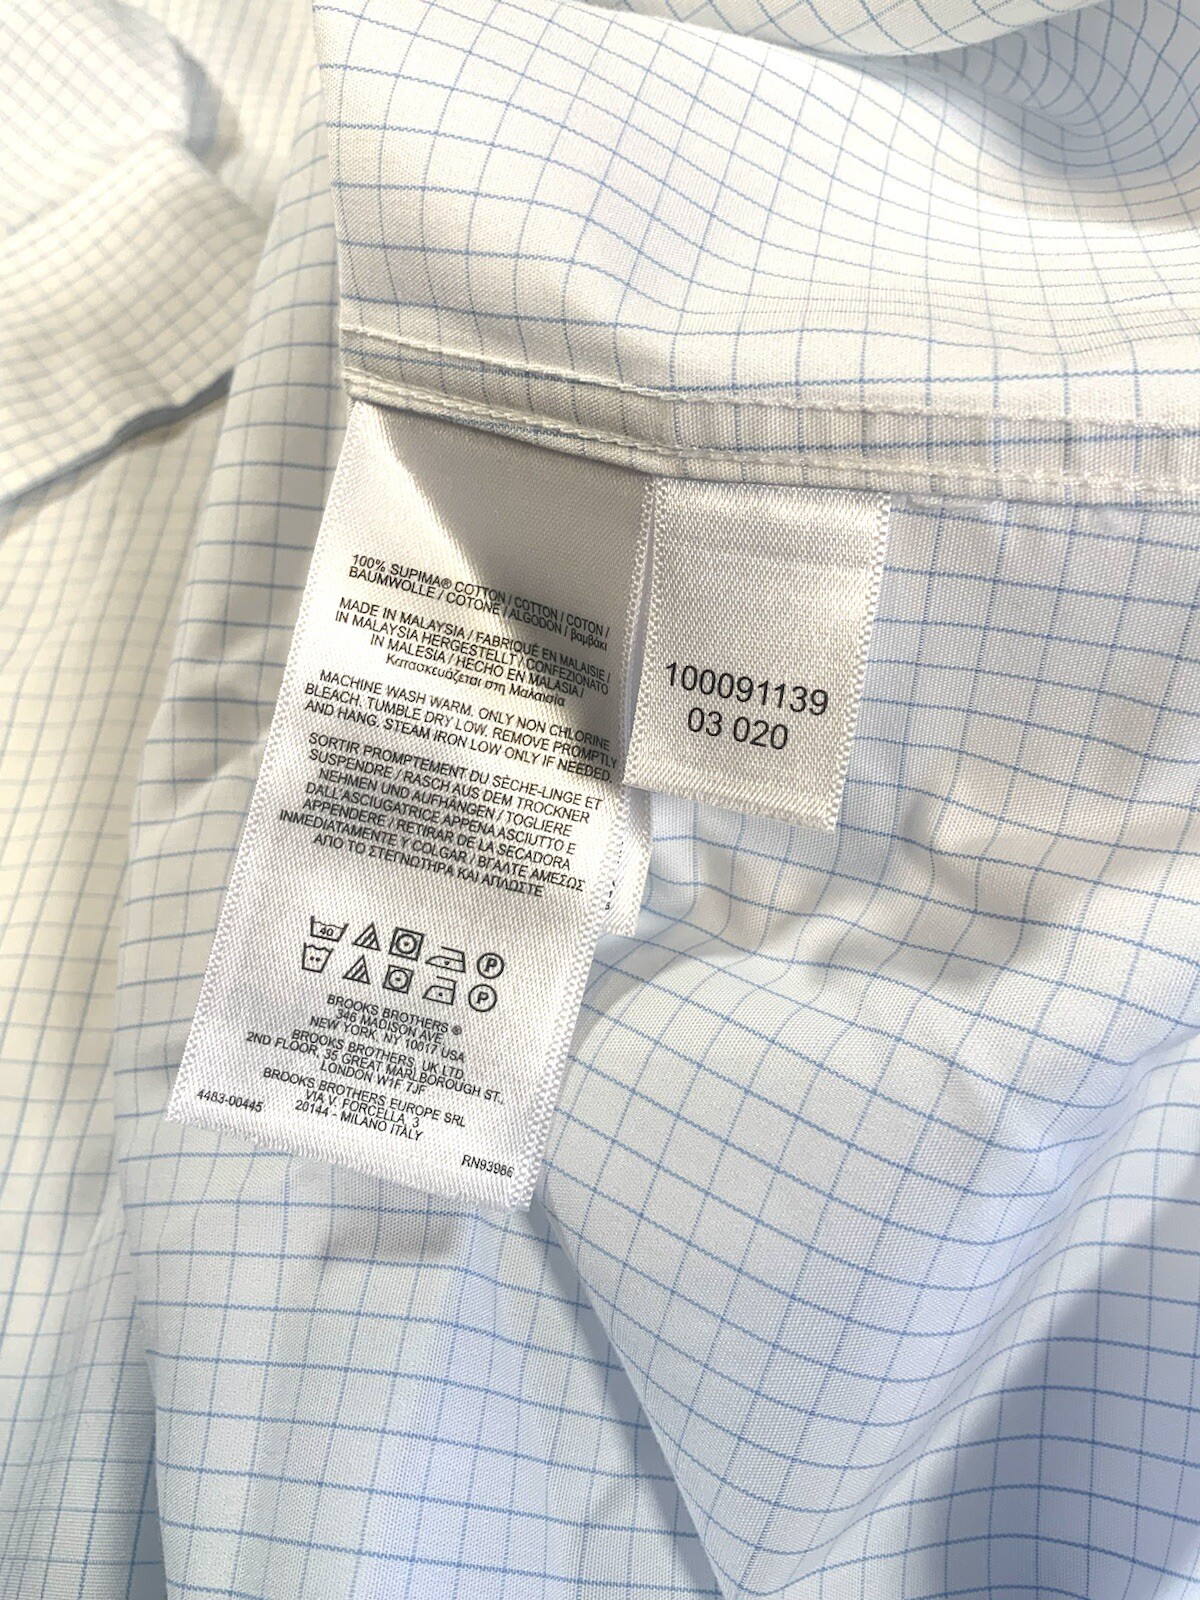 100% SUPIMA® COTTON / COTTON / COTON /
BAUMWOLLE / COTONE / ALGODON / βαμβάκι
MADE IN MALAYSIA / FABRIQUÉ EN MALAISIE /
IN MALAYSIA HERGESTELLT / CONFEZIONATO
IN MALESIA / HECHO EN MALASIA /
Κατασκευάζεται στη Μαλαισία
MACHINE WASH WARM. ONLY NON CHLORINE
BLEACH. TUMBLE DRY LOW. REMOVE PROMPTLY
AND HANG. STEAM IRON LOW ONLY IF NEEDED.
SORTIR PROMPTEMENT DU SÈCHE-LINGE ET
SUSPENDRE / RASCH AUS DEM TROCKNER
NEHMEN UND AUFHÄNGEN / TOGLIERE
DALL'ASCIUGATRICE APPENA ASCIUTTO E
APPENDERE / RETIRAR DE LA SECADORA
INMEDIATAMENTE Y COLGAR / ΒΓΑΛΤΕ ΑΜΕΣΩΣ
ΑΠΟ ΤΟ ΣΤΕΓΝΩΤΗΡΑ ΚΑΙ ΑΠΛΩΣΤΕ
40 P
P
BROOKS BROTHERS ®
346 MADISON AVE.
NEW YORK, NY 10017 USA
BROOKS BROTHERS, UK LTD.
2ND FLOOR, 35 GREAT MARLBOROUGH ST.,
LONDON W1F 7JF
BROOKS BROTHERS EUROPE SRL
VIA V. FORCELLA, 3
20144 - MILANO ITALY
4483-00445
RN93986
100091139
03 020